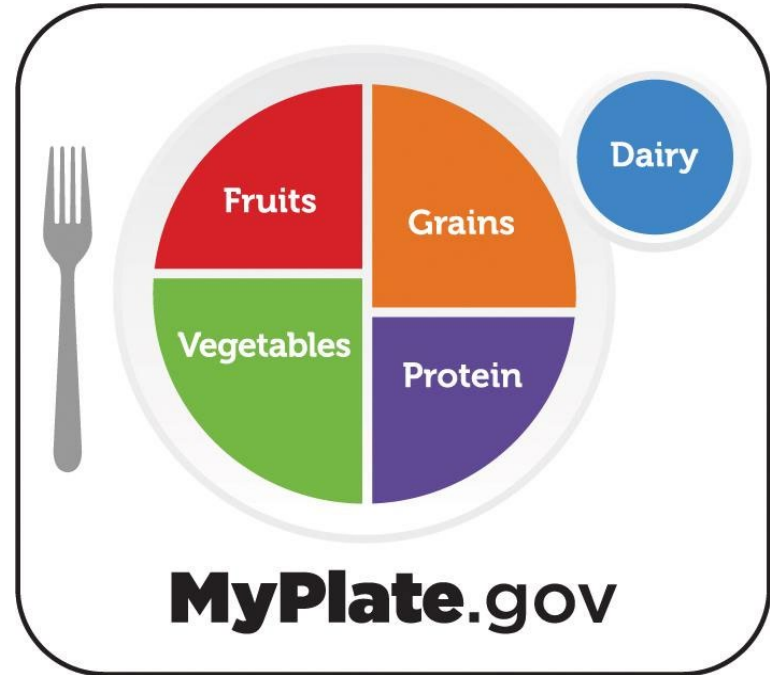 Fruits
Grains
Dairy
Vegetables
Protein
MyPlate.gov